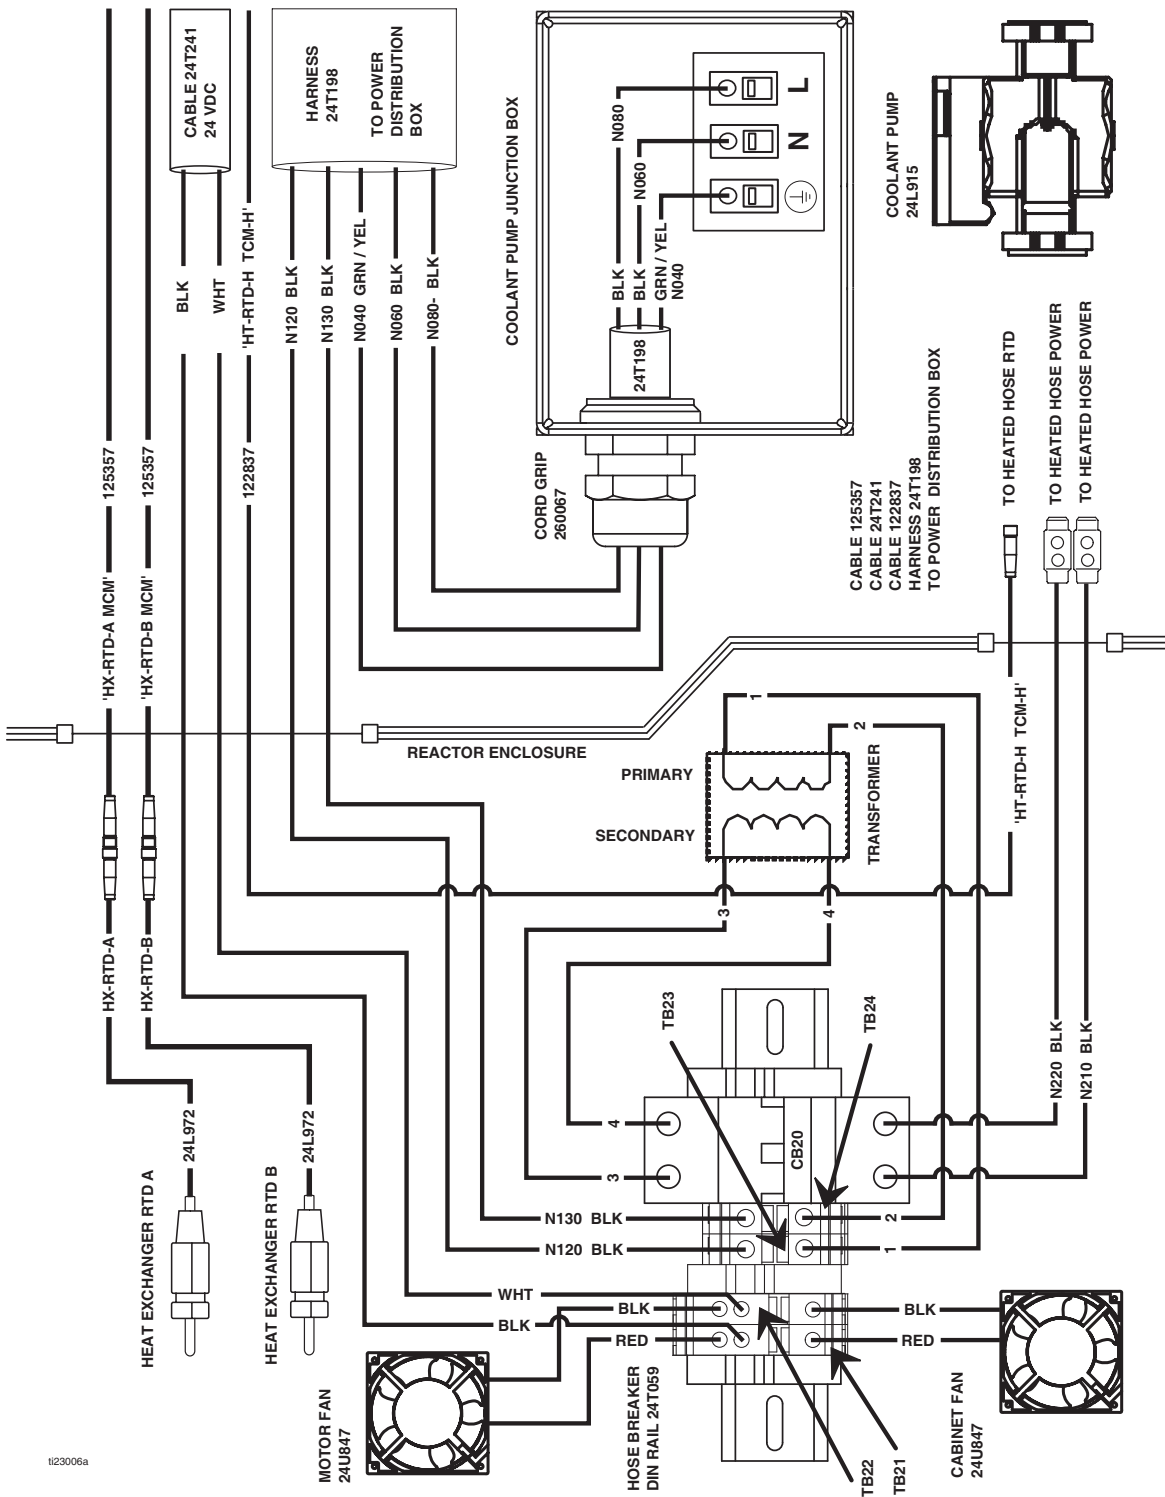 CABLE 24T241
24 VDC
HARNESS
24T198
TO POWER
DISTRIBUTION
BOX
BLK
WHT
'HT-RTD-H TCM-H'
N120 BLK
N130 BLK
N040 GRN / YEL
N060 BLK
N080- BLK
125357
125357
122837
'HX-RTD-A MCM'
'HX-RTD-B MCM'
COOLANT PUMP JUNCTION BOX
N080
N060
BLK
BLK
GRN / YEL
N040
L
N
24T198
CORD GRIP
260067
COOLANT PUMP
24L915
CABLE 125357
CABLE 24T241
CABLE 122837
HARNESS 24T198
TO POWER DISTRIBUTION BOX
TO HEATED HOSE RTD
TO HEATED HOSE POWER
TO HEATED HOSE POWER
REACTOR ENCLOSURE
PRIMARY
SECONDARY
TRANSFORMER
1
2
3
4
'HT-RTD-H TCM-H'
HX-RTD-A
HX-RTD-B
24L972
24L972
HEAT EXCHANGER RTD A
HEAT EXCHANGER RTD B
TB23
TB24
N220 BLK
N210 BLK
4
3
CB20
N130 BLK
N120 BLK
2
1
WHT
BLK
BLK
RED
BLK
RED
MOTOR FAN
24U847
HOSE BREAKER
DIN RAIL 24T059
TB22
TB21
CABINET FAN
24U847
ti23006a